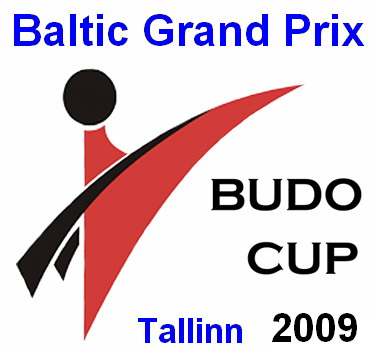 Baltic Grand Prix
BUDO
CUP
Tallinn 2009